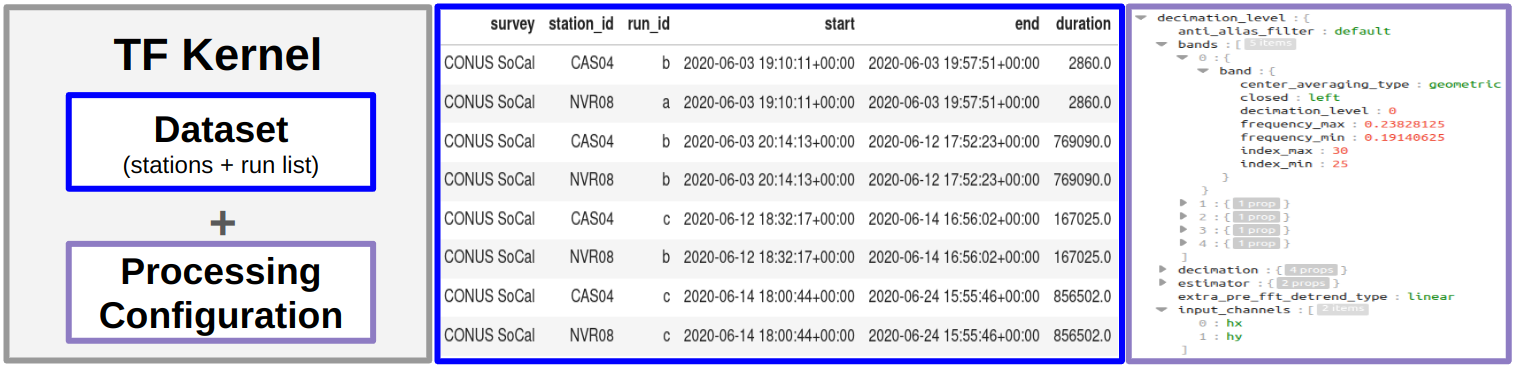 TF Kernel
Dataset
(stations + run list)
+
Processing
Configuration
survey station_id run_id start end duration
CONUS SoCal CAS04 b 2020-06-03 19:10:11+00:00 2020-06-03 19:57:51+00:00 2860.0
CONUS SoCal NVR08 a 2020-06-03 19:10:11+00:00 2020-06-03 19:57:51+00:00 2860.0
CONUS SoCal CAS04 b 2020-06-03 20:14:13+00:00 2020-06-12 17:52:23+00:00 769090.0
CONUS SoCal NVR08 b 2020-06-03 20:14:13+00:00 2020-06-12 17:52:23+00:00 769090.0
CONUS SoCal CAS04 c 2020-06-12 18:32:17+00:00 2020-06-14 16:56:02+00:00 167025.0
CONUS SoCal NVR08 b 2020-06-12 18:32:17+00:00 2020-06-14 16:56:02+00:00 167025.0
CONUS SoCal CAS04 c 2020-06-14 18:00:44+00:00 2020-06-24 15:55:46+00:00 856502.0
CONUS SoCal NVR08 c 2020-06-14 18:00:44+00:00 2020-06-24 15:55:46+00:00 856502.0
decimation_level : {
anti_alias_filter : default
bands : [ 5 items
0 : {
band : {
center_averaging_type : geometric
closed : left
decimation_level : 0
frequency_max : 0.23828125
frequency_min : 0.19140625
index_max : 30
index_min : 25
}
}
1 : { 1 prop }
2 : { 1 prop }
3 : { 1 prop }
4 : { 1 prop }
]
decimation : { 4 props }
estimator : { 2 props }
extra_pre_fft_detrend_type : linear
input_channels : [ 2 items
0 : hx
1 : hy
]